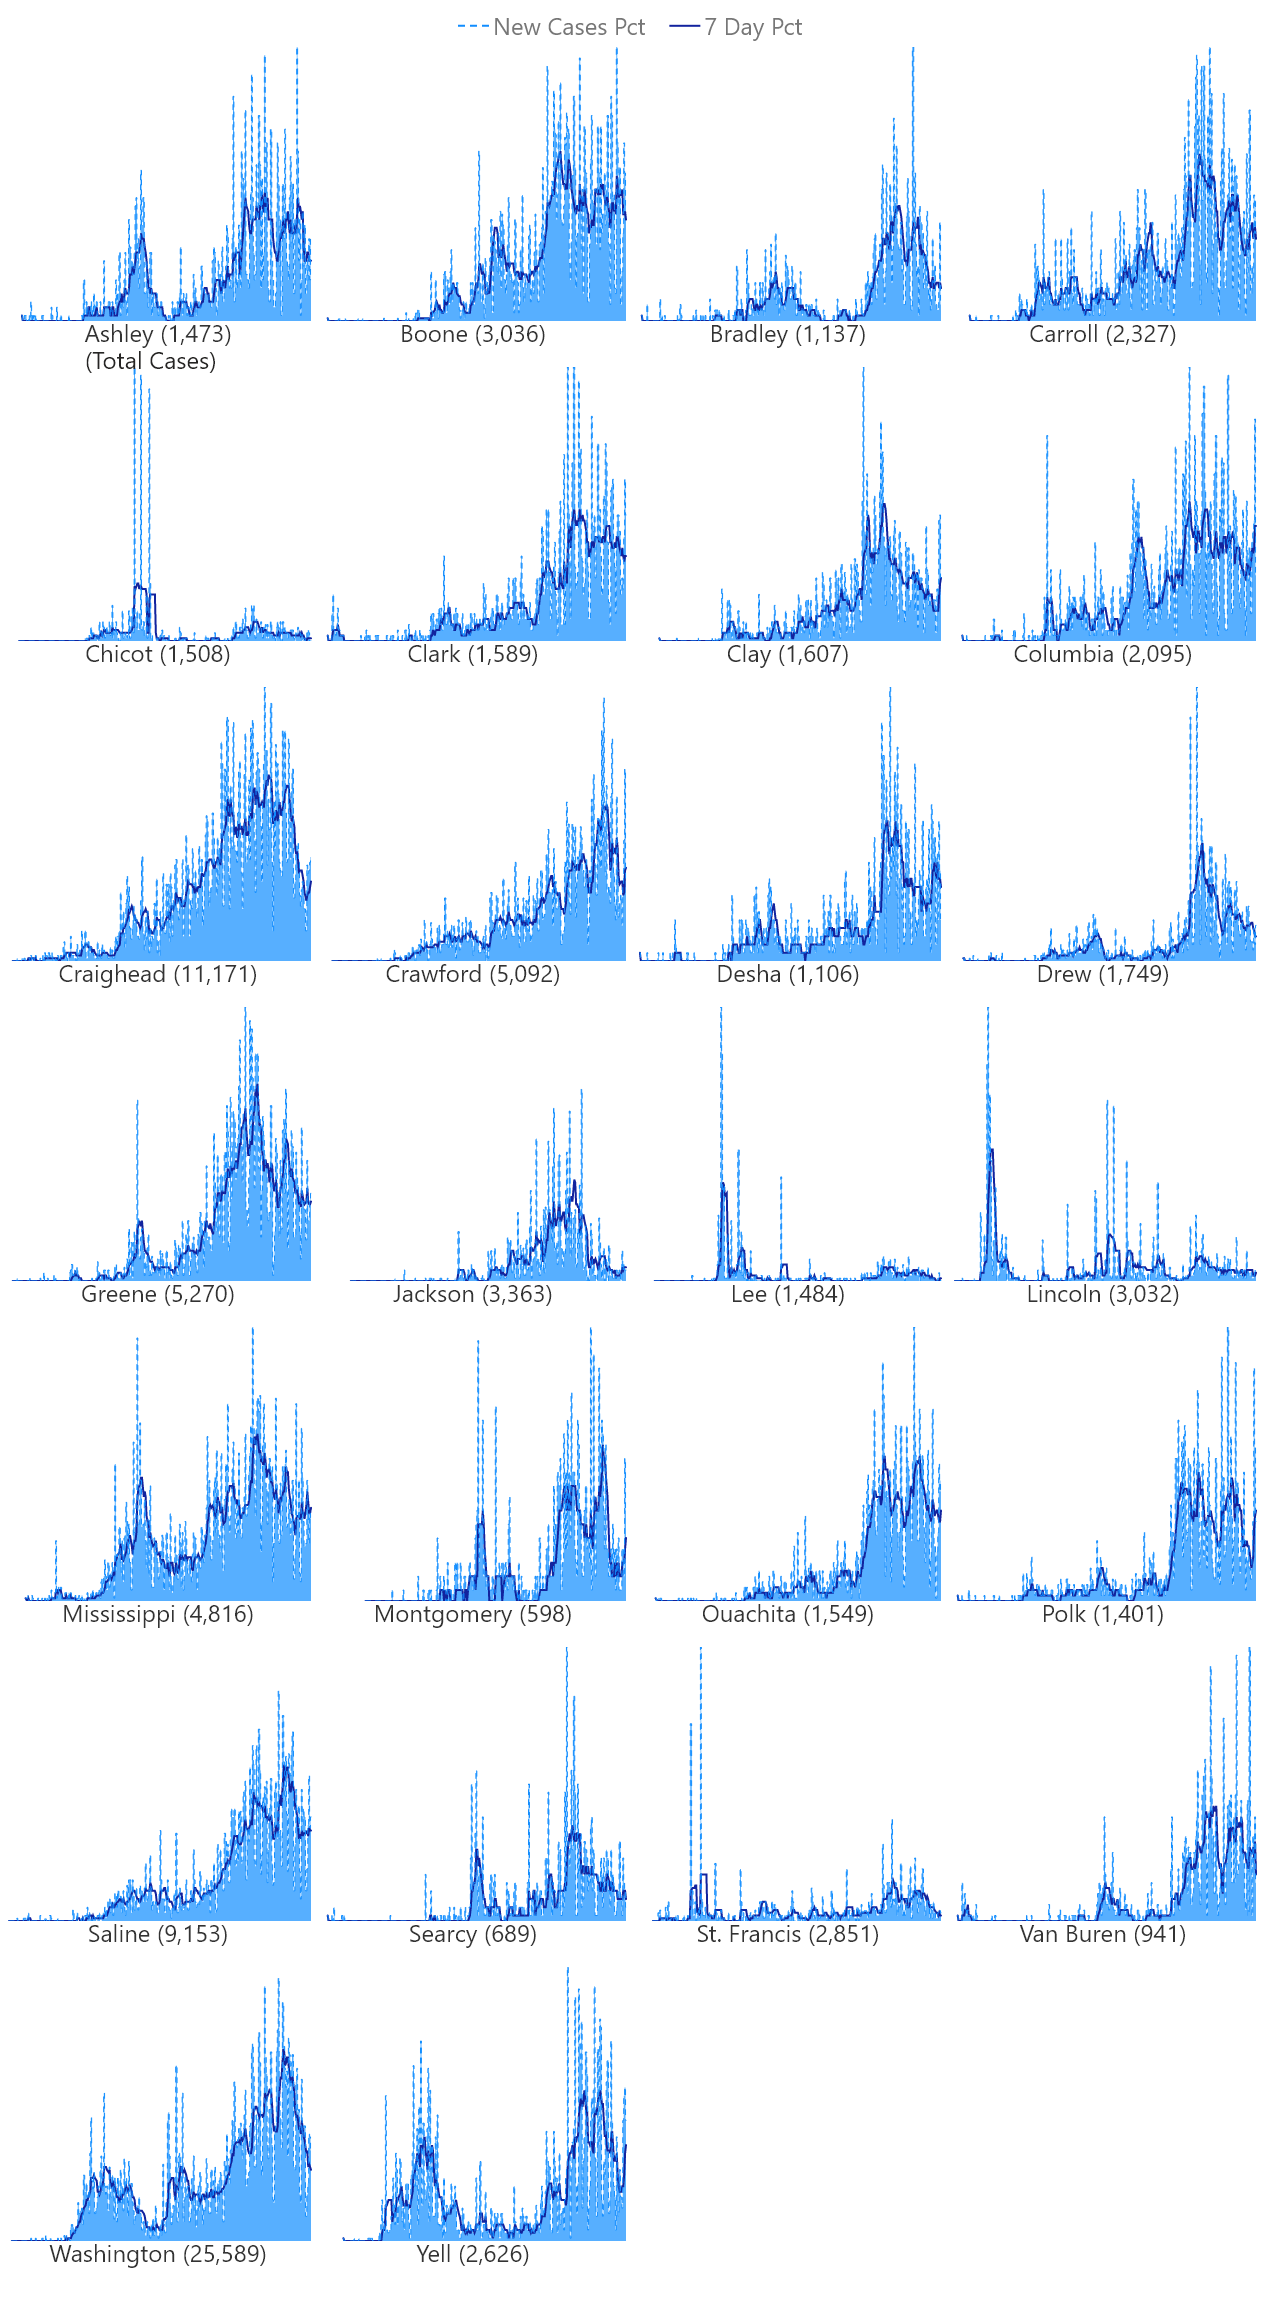 New Cases Pct 7 Day Pct
Ashley (1,473) Boone (3,036) Bradley (1,137) Carroll (2,327)
(Total Cases)
Chicot (1,508) Clark (1,589) Clay (1,607) Columbia (2,095)
Craighead (11,171) Crawford (5,092) Desha (1,106) Drew (1,749)
Greene (5,270) Jackson (3,363) Lee (1,484) Lincoln (3,032)
Mississippi (4,816) Montgomery (598) Ouachita (1,549) Polk (1,401)
Saline (9,153) Searcy (689) St. Francis (2,851) Van Buren (941)
Washington (25,589) Yell (2,626)